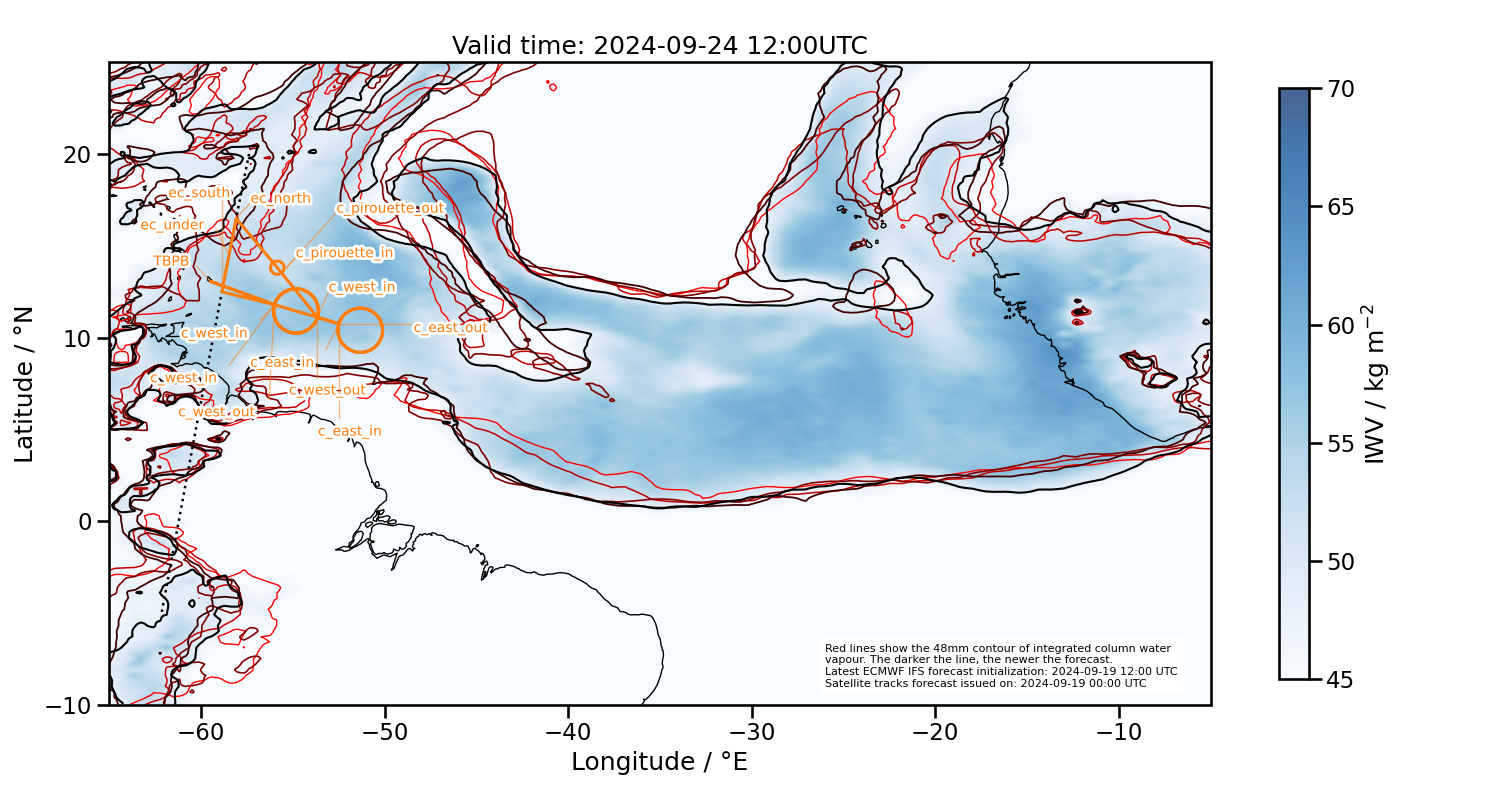 Valid time: 2024-09-24 12:00UTC
Latitude / °N
20
10
0
−10
ec_south
ec_north
c_pirouette_out
ec_under
TBPB
c_pirouette_in
c_west_in
c_west_in
c_east_out
c_east_in
c_west_in
c_west_out
c_west_out
c_east_in
Red lines show the 48mm contour of integrated column water
vapour. The darker the line, the newer the forecast.
Latest ECMWF IFS forecast initialization: 2024-09-19 12:00 UTC
Satellite tracks forecast issued on: 2024-09-19 00:00 UTC
−60
−50
−40
−30
−20
−10
Longitude / °E
70
65
60
55
50
45
IWV / kg m⁻²